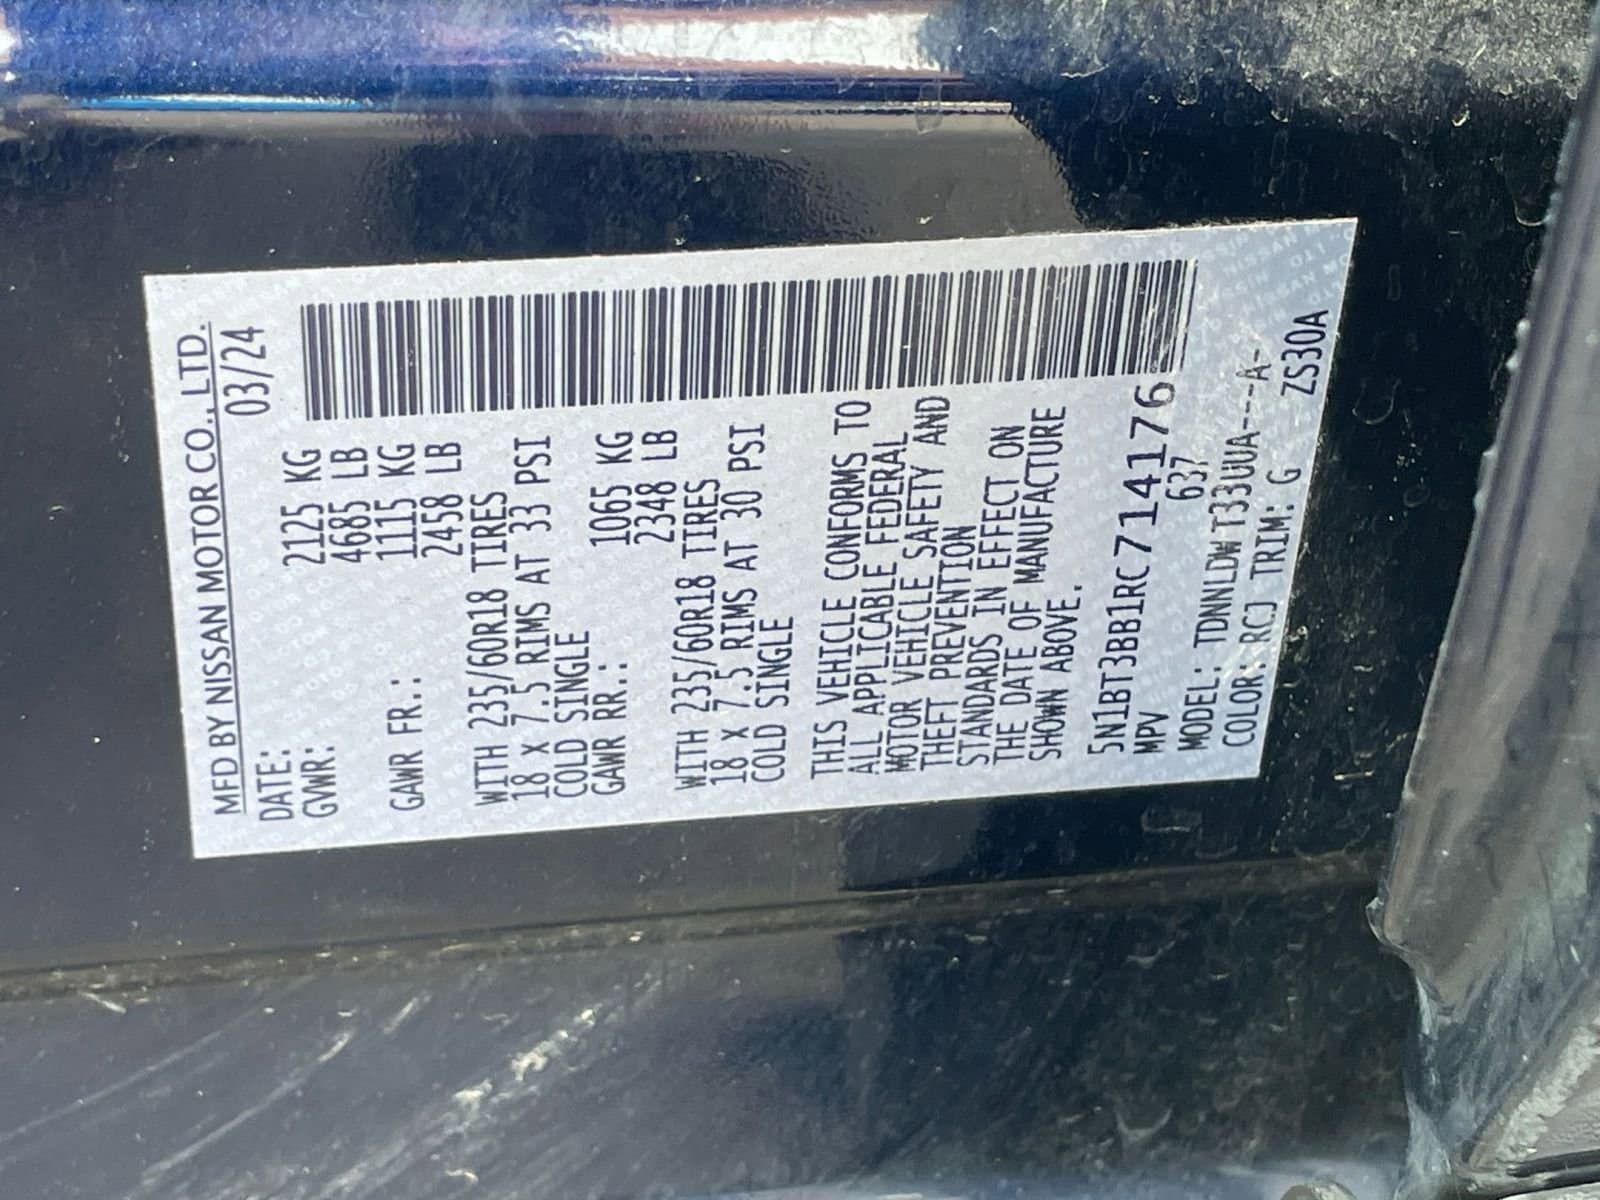 MFD BY NISSAN MOTOR CO., LTD.
DATE: 03/24
GVWR: 2125 KG
4685 LB
GAWR FR.: 1115 KG
2458 LB
WITH 235/60R18 TIRES
18 X 7.5 RIMS AT 33 PSI
COLD SINGLE
GAWR RR.: 1065 KG
2348 LB
WITH 235/60R18 TIRES
18 X 7.5 RIMS AT 30 PSI
COLD SINGLE
THIS VEHICLE CONFORMS TO
ALL APPLICABLE FEDERAL
MOTOR VEHICLE SAFETY AND
THEFT PREVENTION
STANDARDS IN EFFECT ON
THE DATE OF MANUFACTURE
SHOWN ABOVE.
5N1BT3BB1RC714176
MPV 637
MODEL: TDNNLDWT33UUA---A-
COLOR: RCJ TRIM: G ZS30A